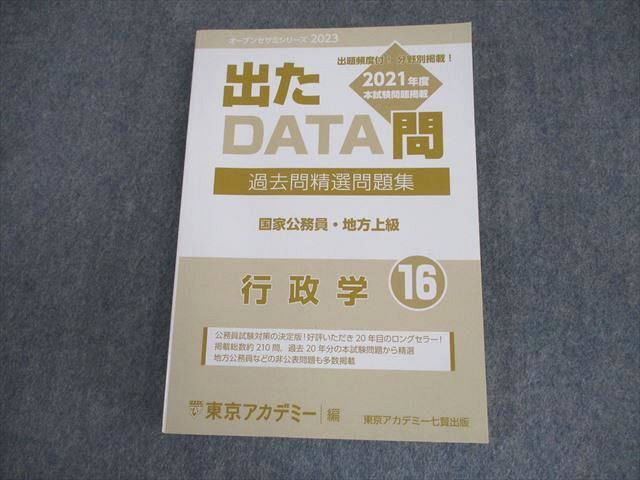 オープンセサミシリーズ 2023
出題頻度付！ 分野別掲載！
2021年度
本試験問題掲載
出た
DATA問
過去問精選問題集
国家公務員・地方上級
行政学 16
公務員試験対策の決定版！好評いただき20年目のロングセラー！
掲載総数約210問，過去20年分の本試験問題から精選
地方公務員などの非公表問題も多数掲載
東京アカデミー 編
東京アカデミー七賢出版